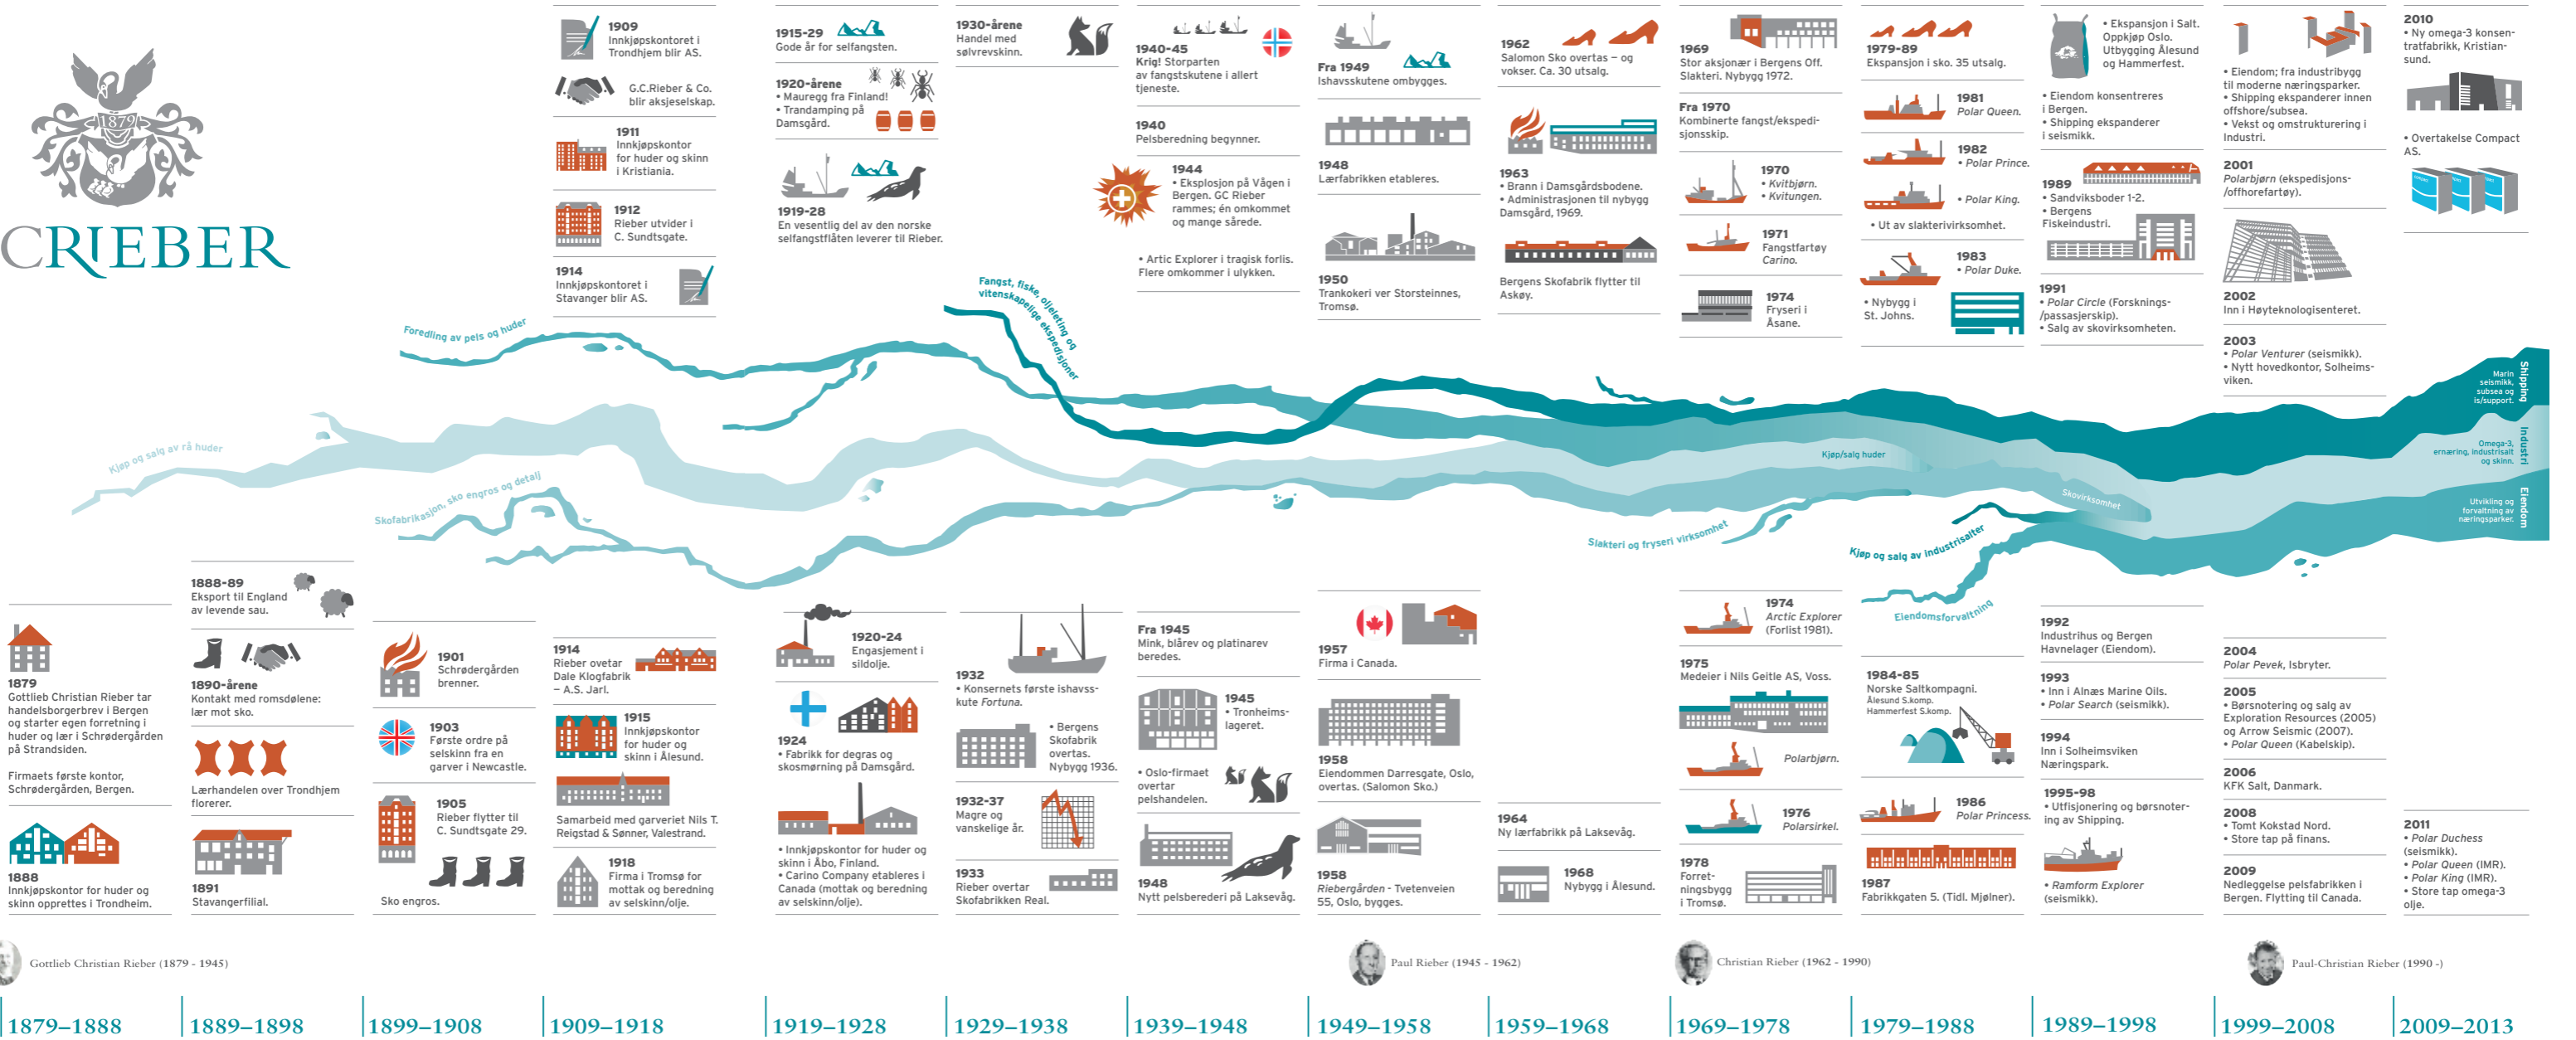 1879
CRIEBER
1909
Innkjøpskontoret i
Trondhjem blir AS.
G.C.Rieber & Co.
blir aksjeselskap.
1911
Innkjøpskontor
for huder og skinn
i Kristiania.
1912
Rieber utvider i
C. Sundtsgate.
1914
Innkjøpskontoret i
Stavanger blir AS.
1915-29
Gode år for selfangsten.
1920-årene
• Mauregg fra Finland!
• Trandamping på
Damsgård.
1919-28
En vesentlig del av den norske
selfangstflåten leverer til Rieber.
1930-årene
Handel med
sølvrevskinn.
1940-45
Krig! Storparten
av fangstskutene i allert
tjeneste.
1940
Pelsberedning begynner.
1944
• Eksplosjon på Vågen i
Bergen. GC Rieber
rammes; én omkommet
og mange sårede.
• Artic Explorer i tragisk forlis.
Flere omkommer i ulykken.
Fra 1949
Ishavsskutene ombygges.
1948
Lærfabrikken etableres.
1950
Trankokeri ver Storsteinnes,
Tromsø.
1962
Salomon Sko overtas – og
vokser. Ca. 30 utsalg.
1963
• Brann i Damsgårdsbodene.
• Administrasjonen til nybygg
Damsgård, 1969.
Bergens Skofabrik flytter til
Askøy.
1969
Stor aksjonær i Bergens Off.
Slakteri. Nybygg 1972.
Fra 1970
Kombinerte fangst/ekspedi-
sjonsskip.
1970
• Kvitbjørn.
• Kvitungen.
1971
Fangstfartøy
Carino.
1974
Fryseri i
Åsane.
1979-89
Ekspansjon i sko. 35 utsalg.
1981
Polar Queen.
1982
• Polar Prince.
• Polar King.
• Ut av slakterivirksomhet.
1983
• Polar Duke.
• Nybygg i
St. Johns.
• Ekspansjon i Salt.
Oppkjøp Oslo.
Utbygging Ålesund
og Hammerfest.
• Eiendom konsentreres
i Bergen.
• Shipping ekspanderer
i seismikk.
1989
• Sandviksboder 1-2.
• Bergens
Fiskeindustri.
1991
• Polar Circle (Forsknings-
/passasjerskip).
• Salg av skovirksomheten.
• Eiendom; fra industribygg
til moderne næringsparker.
• Shipping ekspanderer innen
offshore/subsea.
• Vekst og omstrukturering i
Industri.
2001
Polarbjørn (ekspedisjons-
/offhorefartøy).
2002
Inn i Høyteknologisenteret.
2003
• Polar Venturer (seismikk).
• Nytt hovedkontor, Solheims-
viken.
2010
• Ny omega-3 konsen-
tratfabrikk, Kristian-
sund.
• Overtakelse Compact
AS.
Foredling av pels og huder
Fangst, fiske, oljeleting og
vitenskapelige ekspedisjoner
Kjøp og salg av rå huder
Skofabrikasjon, sko engros og detalj
Kjøp/salg huder
Skovirksomhet
Slakteri og fryseri virksomhet
Kjøp og salg av industrisalter
Eiendomsforvaltning
Marin
seismikk,
subsea og
is/support.
Shipping
Omega-3,
ernæring, industrisalt
og skinn.
Industri
Utvikling og
forvaltning av
næringsparker.
Eiendom
1879
Gottlieb Christian Rieber tar
handelsborgerbrev i Bergen
og starter egen forretning i
huder og lær i Schrødergården
på Strandsiden.
Firmaets første kontor,
Schrødergården, Bergen.
1888
Innkjøpskontor for huder og
skinn opprettes i Trondheim.
1888-89
Eksport til England
av levende sau.
1890-årene
Kontakt med romsdølene:
lær mot sko.
Lærhandelen over Trondhjem
florerer.
1891
Stavangerfilial.
1901
Schrødergården
brenner.
1903
Første ordre på
selskinn fra en
garver i Newcastle.
1905
Rieber flytter til
C. Sundtsgate 29.
Sko engros.
1914
Rieber ovetar
Dale Klogfabrik
– A.S. Jarl.
1915
Innkjøpskontor
for huder og
skinn i Ålesund.
Samarbeid med garveriet Nils T.
Reigstad & Sønner, Valestrand.
1918
Firma i Tromsø for
mottak og beredning
av selskinn/olje.
1920-24
Engasjement i
sildolje.
1924
• Fabrikk for degras og
skosmørning på Damsgård.
• Innkjøpskontor for huder og
skinn i Åbo, Finland.
• Carino Company etableres i
Canada (mottak og beredning
av selskinn/olje).
1932
• Konsernets første ishavss-
kute Fortuna.
• Bergens
Skofabrik
overtas.
Nybygg 1936.
1932-37
Magre og
vanskelige år.
1933
Rieber overtar
Skofabrikken Real.
Fra 1945
Mink, blårev og platinarev
beredes.
1945
• Tronheims-
lageret.
• Oslo-firmaet
overtar
pelshandelen.
1948
Nytt pelsberederi på Laksevåg.
1957
Firma i Canada.
1958
Eiendommen Darresgate, Oslo,
overtas. (Salomon Sko.)
1958
Riebergården - Tvetenveien
55, Oslo, bygges.
1964
Ny lærfabrikk på Laksevåg.
1968
Nybygg i Ålesund.
1974
Arctic Explorer
(Forlist 1981).
1975
Medeier i Nils Geitle AS, Voss.
Polarbjørn.
1976
Polarsirkel.
1978
Forret-
ningsbygg
i Tromsø.
1984-85
Norske Saltkompagni.
Ålesund S.komp.
Hammerfest S.komp.
1986
Polar Princess.
1987
Fabrikkgaten 5. (Tidl. Mjølner).
1992
Industrihus og Bergen
Havnelager (Eiendom).
1993
• Inn i Alnæs Marine Oils.
• Polar Search (seismikk).
1994
Inn i Solheimsviken
Næringspark.
1995-98
• Utfisjonering og børsnoter-
ing av Shipping.
• Ramform Explorer
(seismikk).
2004
Polar Pevek, Isbryter.
2005
• Børsnotering og salg av
Exploration Resources (2005)
og Arrow Seismic (2007).
• Polar Queen (Kabelskip).
2006
KFK Salt, Danmark.
2008
• Tomt Kokstad Nord.
• Store tap på finans.
2009
Nedleggelse pelsfabrikken i
Bergen. Flytting til Canada.
2011
• Polar Duchess
(seismikk).
• Polar Queen (IMR).
• Polar King (IMR).
• Store tap omega-3
olje.
Gottlieb Christian Rieber (1879 - 1945)
Paul Rieber (1945 - 1962)
Christian Rieber (1962 - 1990)
Paul-Christian Rieber (1990 -)
1879–1888
1889–1898
1899–1908
1909–1918
1919–1928
1929–1938
1939–1948
1949–1958
1959–1968
1969–1978
1979–1988
1989–1998
1999–2008
2009–2013